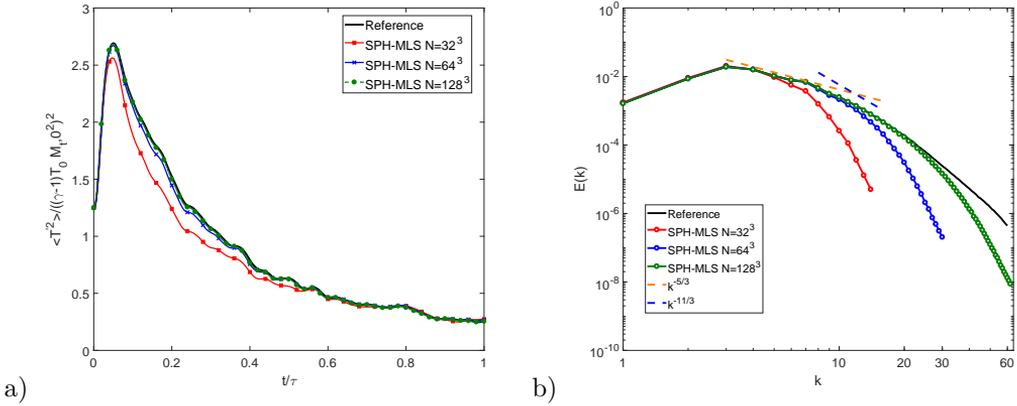 3
2.5
2
1.5
1
0.5
0
0
0.2
0.4
0.6
0.8
1
t/τ
<T²>/((γ-1)T₀ M_t,0²)²
Reference
SPH-MLS N=32³
SPH-MLS N=64³
SPH-MLS N=128³
a)
10⁰
10⁻²
10⁻⁴
10⁻⁶
10⁻⁸
10⁻¹⁰
1
10
20
30
60
k
E(k)
Reference
SPH-MLS N=32³
SPH-MLS N=64³
SPH-MLS N=128³
k⁻⁵/³
k⁻¹¹/³
b)